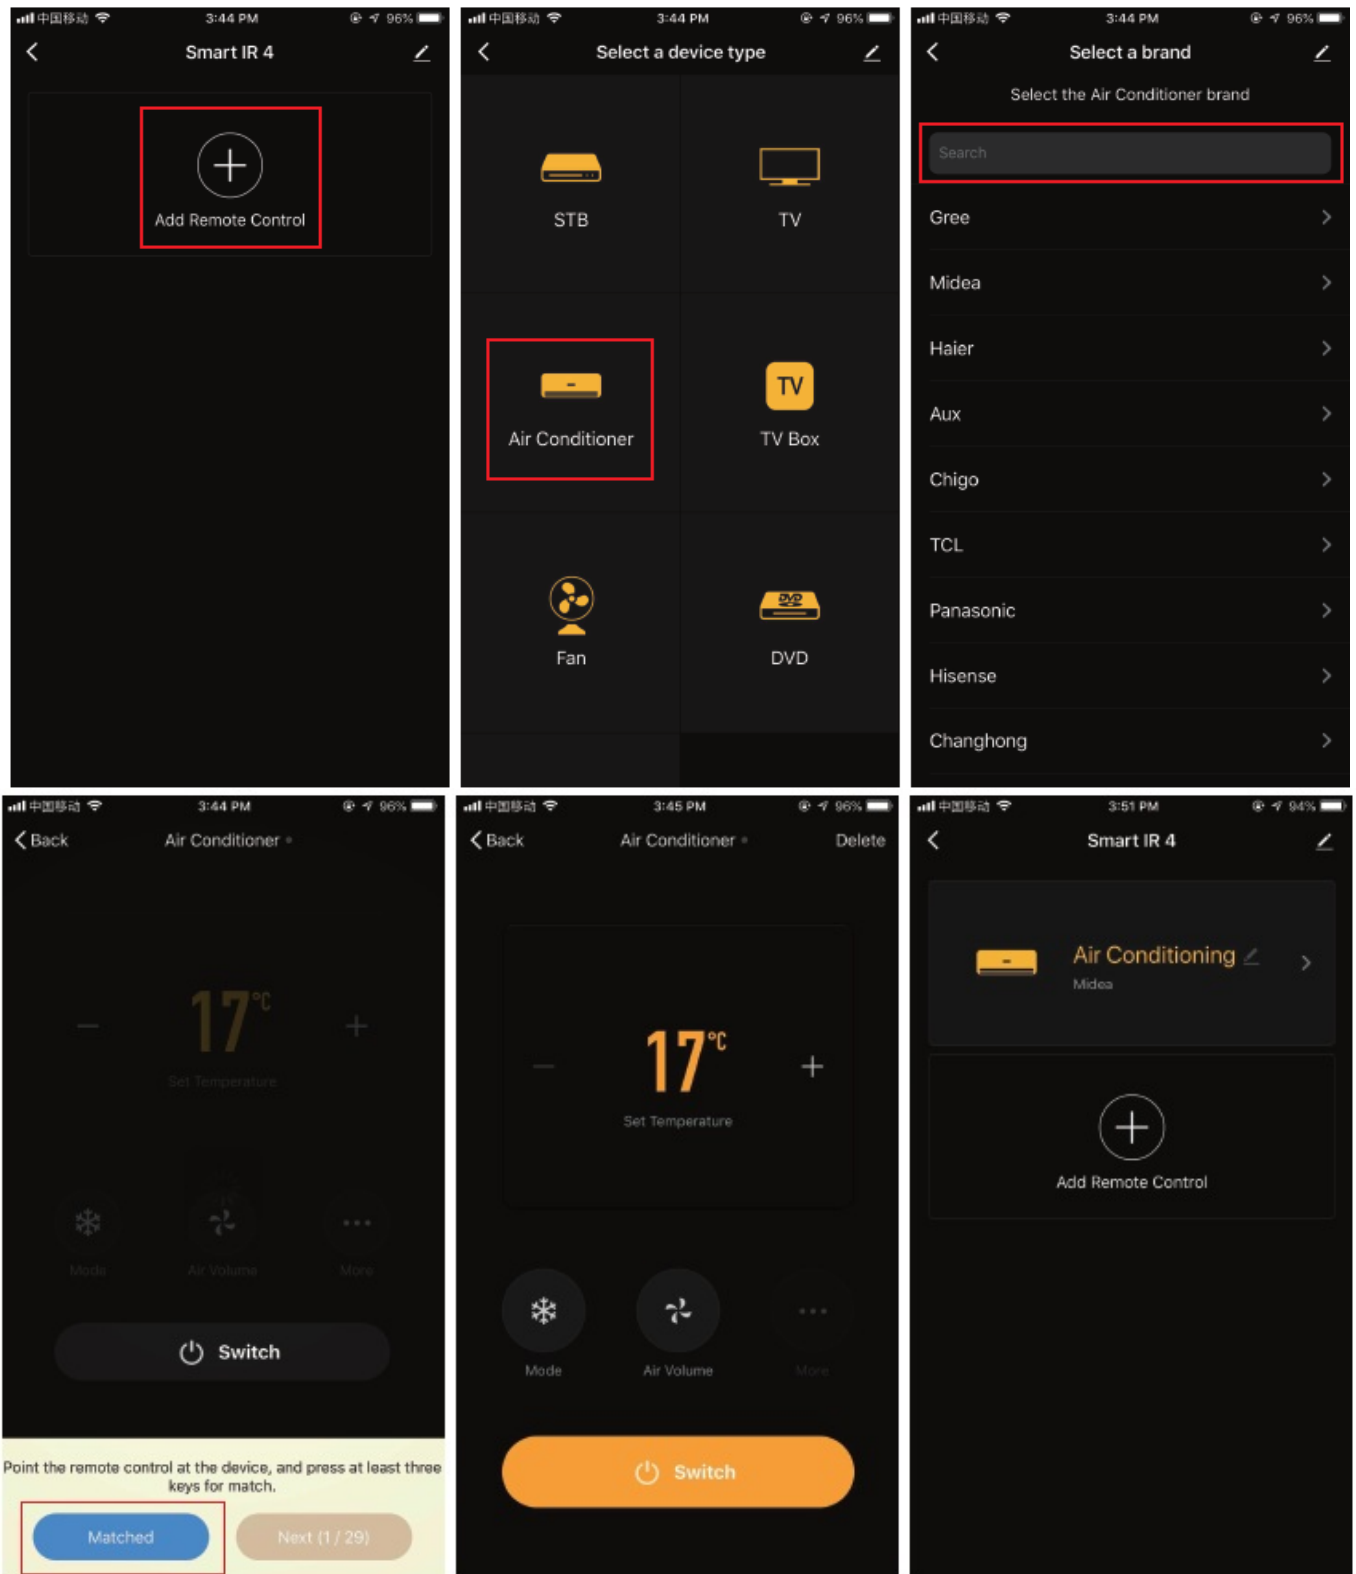 中国移动 3:44 PM 96%
Smart IR 4
Add Remote Control
中国移动 3:44 PM 96%
Select a device type
STB TV
TV
Air Conditioner TV Box
DVD
Fan DVD
中国移动 3:44 PM 96%
Select a brand
Select the Air Conditioner brand
Search
Gree
Midea
Haier
Aux
Chigo
TCL
Panasonic
Hisense
Changhong
中国移动 3:44 PM 96%
Back Air Conditioner
17°C
Set Temperature
Mode Air Volume More
Switch
Point the remote control at the device, and press at least three
keys for match.
Matched Next (1 / 29)
中国移动 3:45 PM 96%
Back Air Conditioner Delete
17°C
Set Temperature
Mode Air Volume More
Switch
中国移动 3:51 PM 94%
Smart IR 4
Air Conditioning
Midea
Add Remote Control